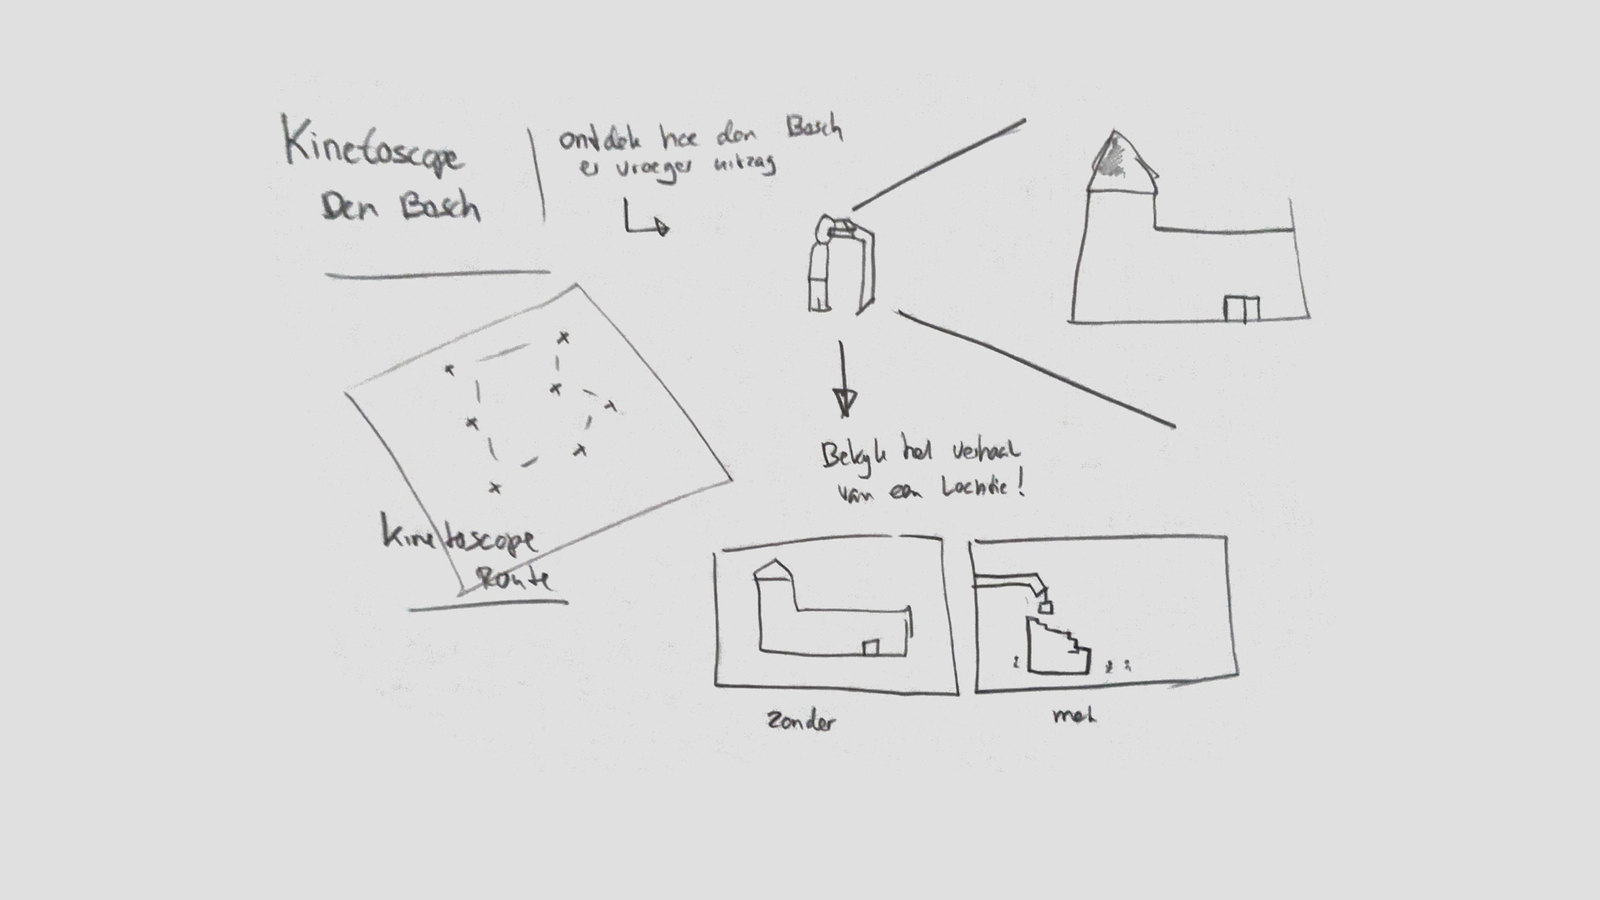 Kinetoscope
Den Bosch
ontdek hoe den Bosch
er vroeger uitzag
Bekijk het verhaal
van een Locatie!
Kinetoscope
Route
zonder
met